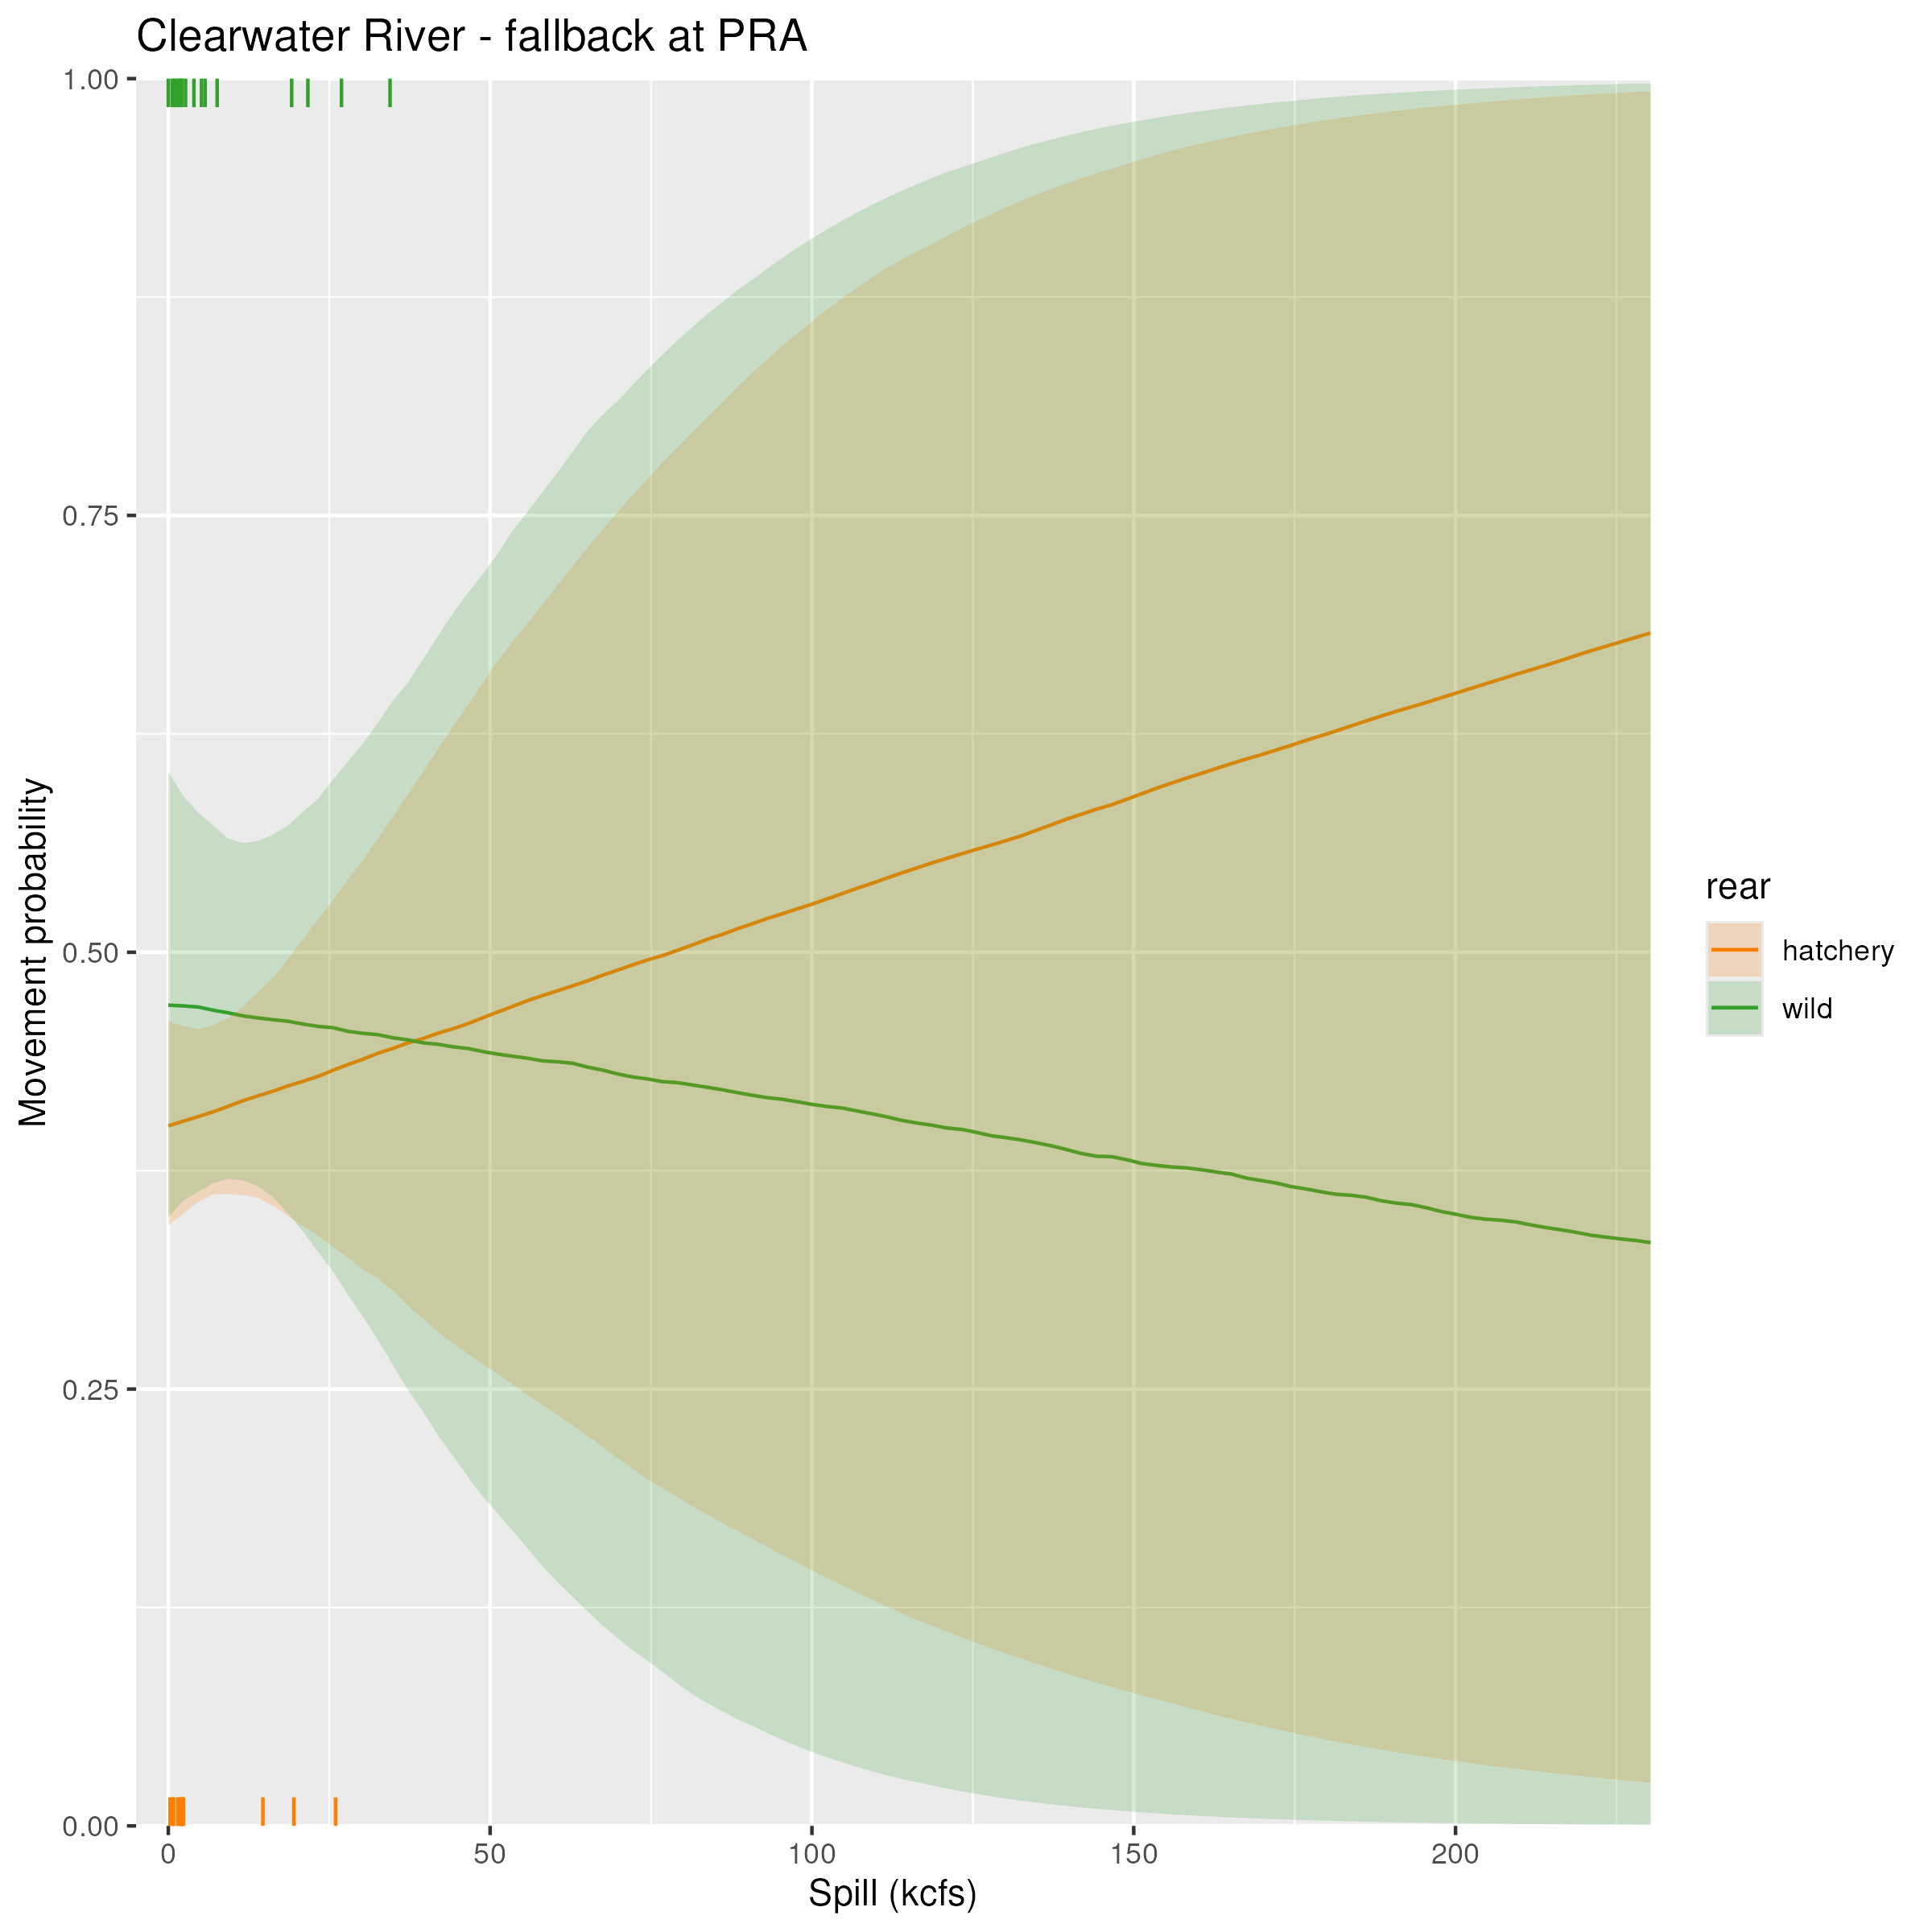 Clearwater River - fallback at PRA
1.00
0.75
0.50
0.25
0.00
Movement probability
0
50
100
150
200
Spill (kcfs)
rear
hatchery
wild